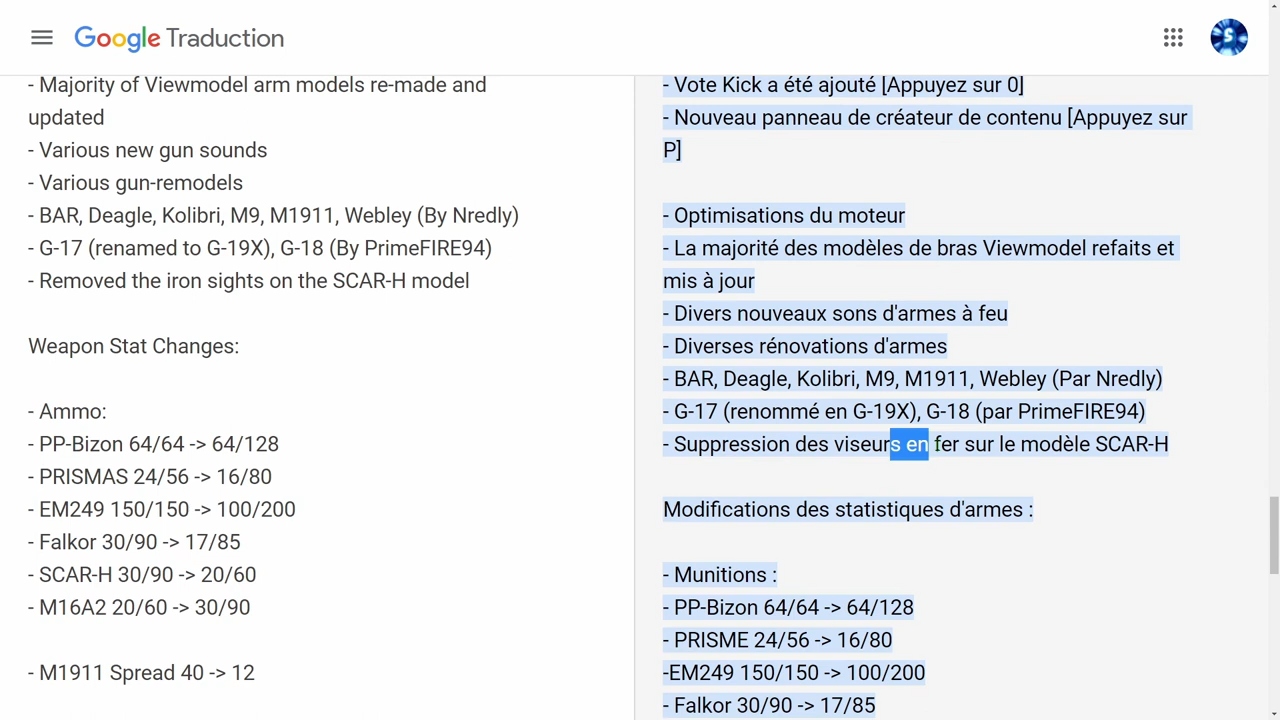 Google Traduction
S
- Majority of Viewmodel arm models re-made and
updated
- Various new gun sounds
- Various gun-remodels
- BAR, Deagle, Kolibri, M9, M1911, Webley (By Nredly)
- G-17 (renamed to G-19X), G-18 (By PrimeFIRE94)
- Removed the iron sights on the SCAR-H model
Weapon Stat Changes:
- Ammo:
- PP-Bizon 64/64 -> 64/128
- PRISMAS 24/56 -> 16/80
- EM249 150/150 -> 100/200
- Falkor 30/90 -> 17/85
- SCAR-H 30/90 -> 20/60
- M16A2 20/60 -> 30/90
- M1911 Spread 40 -> 12
- Vote Kick a été ajouté [Appuyez sur 0]
- Nouveau panneau de créateur de contenu [Appuyez sur
P]
- Optimisations du moteur
- La majorité des modèles de bras Viewmodel refaits et
mis à jour
- Divers nouveaux sons d'armes à feu
- Diverses rénovations d'armes
- BAR, Deagle, Kolibri, M9, M1911, Webley (Par Nredly)
- G-17 (renommé en G-19X), G-18 (par PrimeFIRE94)
- Suppression des viseurs en fer sur le modèle SCAR-H
Modifications des statistiques d'armes :
- Munitions :
- PP-Bizon 64/64 -> 64/128
- PRISME 24/56 -> 16/80
-EM249 150/150 -> 100/200
- Falkor 30/90 -> 17/85